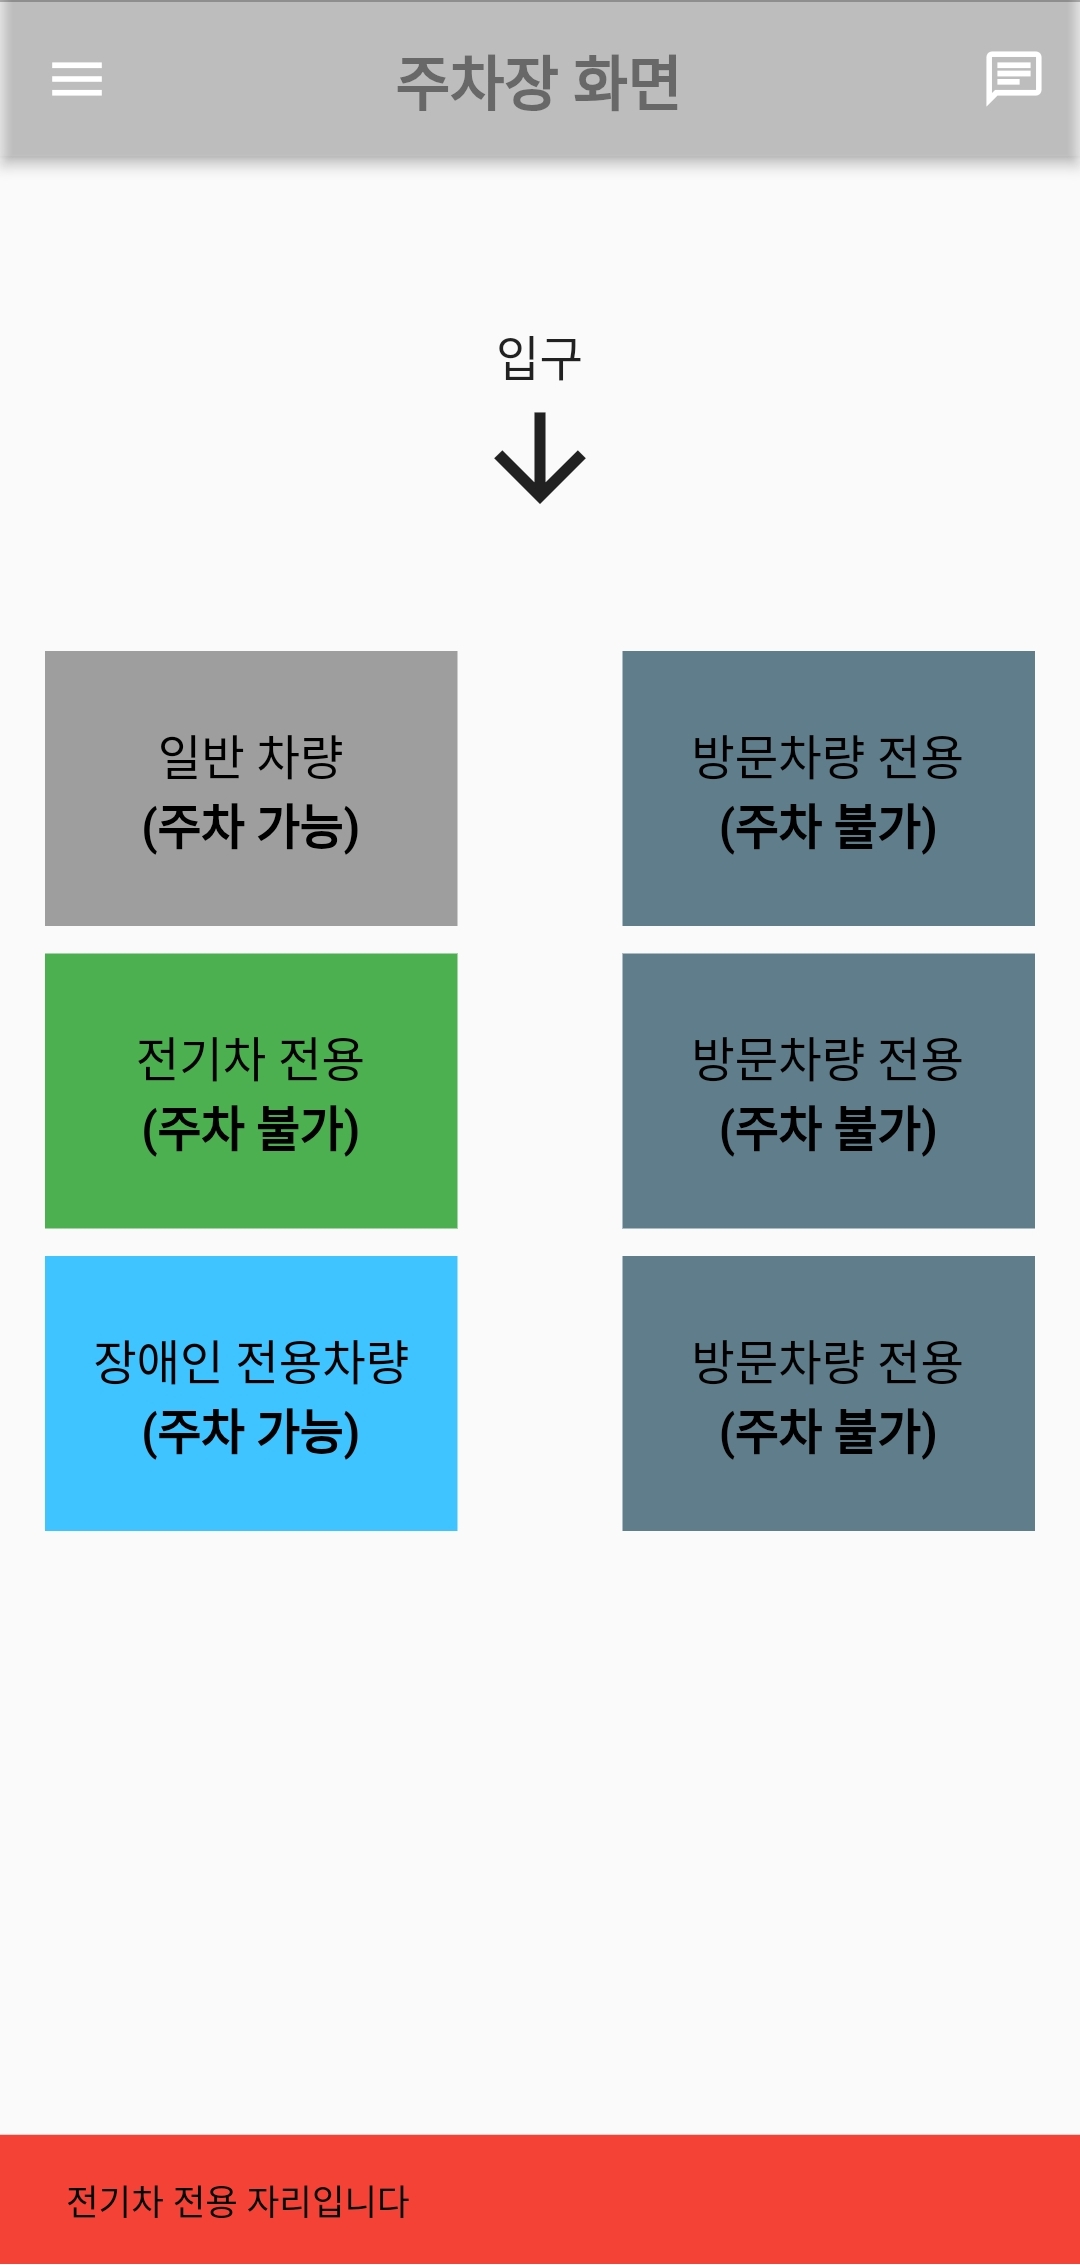 주차장 화면
입구
일반 차량
(주차 가능)
방문차량 전용
(주차 불가)
전기차 전용
(주차 불가)
방문차량 전용
(주차 불가)
장애인 전용차량
(주차 가능)
방문차량 전용
(주차 불가)
전기차 전용 자리입니다